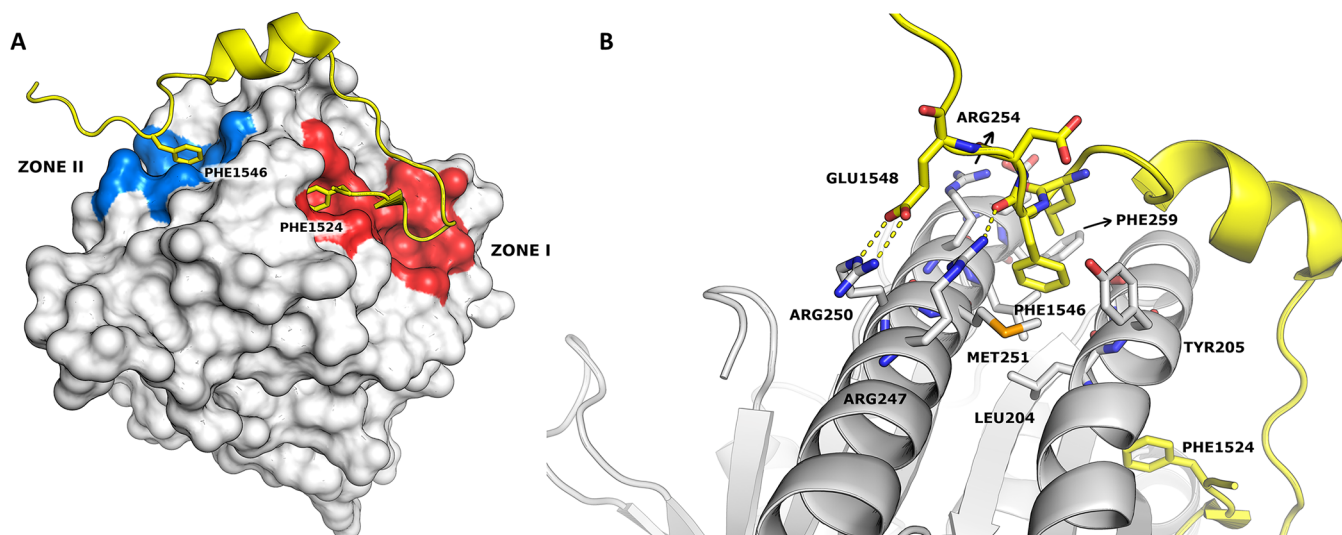 A
ZONE II
PHE1546
PHE1524
ZONE I
B
ARG254
GLU1548
PHE259
ARG250
PHE1546
MET251
TYR205
ARG247
LEU204
PHE1524